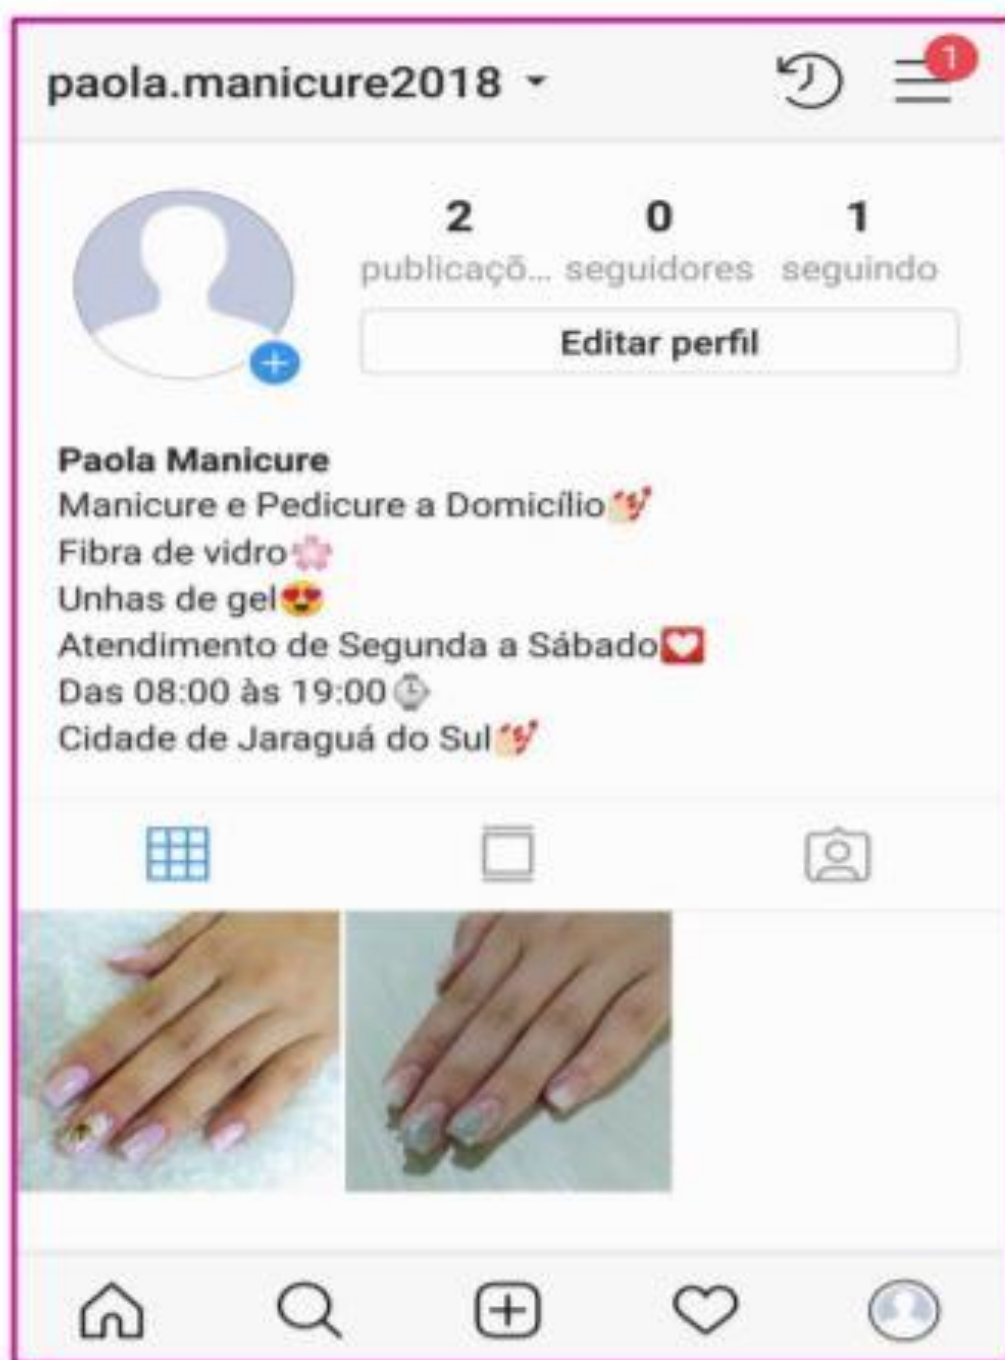 paola.manicure2018
1
2 0 1
publicaçõ... seguidores seguindo
Editar perfil
Paola Manicure
Manicure e Pedicure a Domicílio💅
Fibra de vidro🌸
Unhas de gel😍
Atendimento de Segunda a Sábado💟
Das 08:00 às 19:00⌚
Cidade de Jaraguá do Sul💅